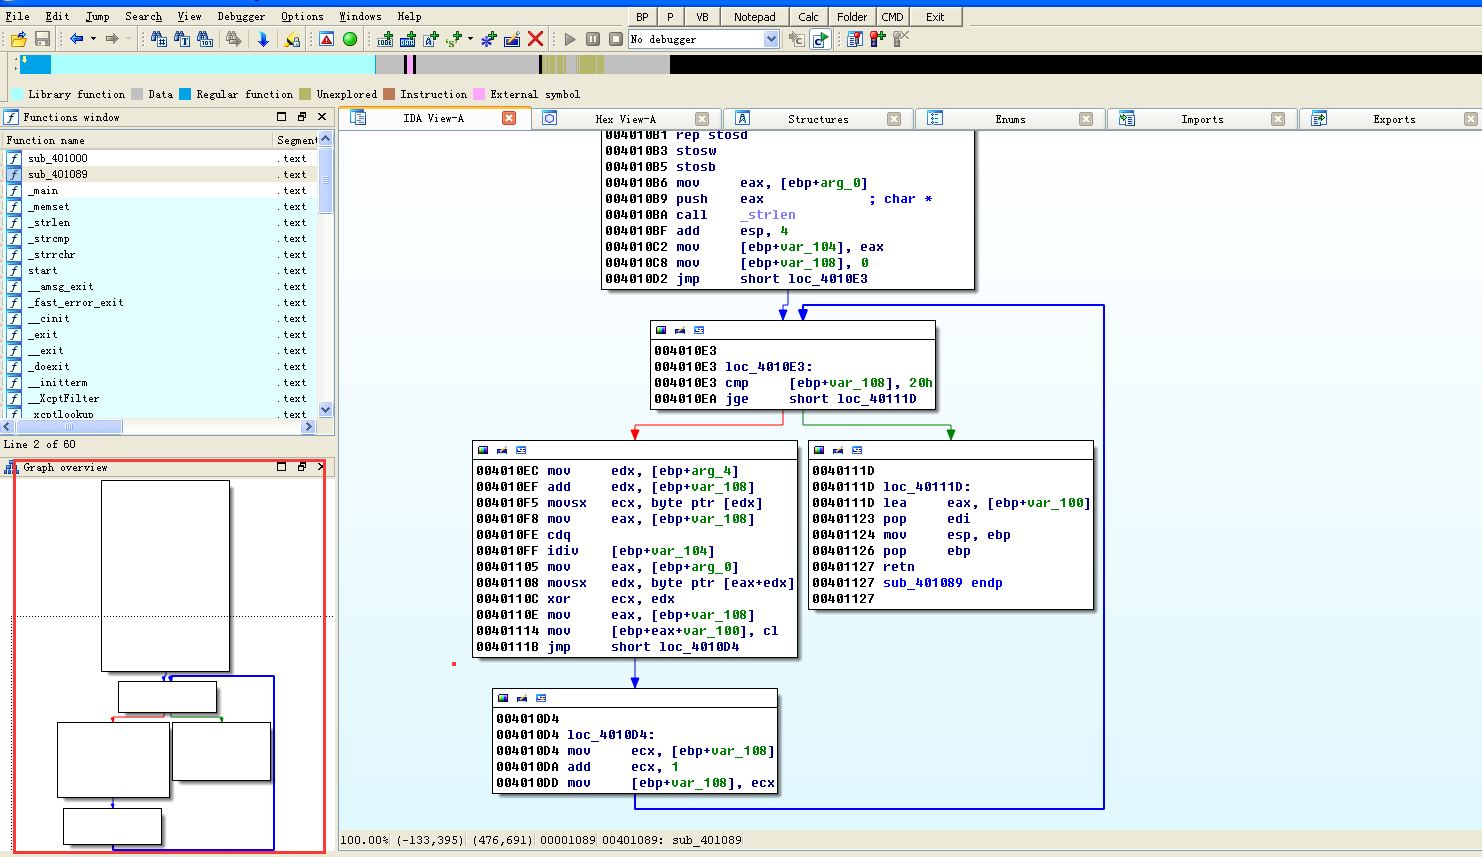 File Edit Jump Search View Debugger Options Windows Help
BP P VB Notepad Calc Folder CMD Exit
No debugger
Library function Data Regular function Unexplored Instruction External symbol
Functions window
Function name Segment
sub_401000 .text
sub_401089 .text
_main .text
_memset .text
_strlen .text
_strcmp .text
_strrchr .text
start .text
__amsg_exit .text
_fast_error_exit .text
__cinit .text
_exit .text
__exit .text
_doexit .text
__initterm .text
__XcptFilter .text
_xcptlookup .text
Line 2 of 60
Graph overview
IDA View-A Hex View-A Structures Enums Imports Exports
004010B1 rep stosd
004010B3 stosw
004010B5 stosb
004010B6 mov eax, [ebp+arg_0]
004010B9 push eax ; char *
004010BA call _strlen
004010BF add esp, 4
004010C2 mov [ebp+var_104], eax
004010C8 mov [ebp+var_108], 0
004010D2 jmp short loc_4010E3
004010E3
004010E3 loc_4010E3:
004010E3 cmp [ebp+var_108], 20h
004010EA jge short loc_40111D
004010EC mov edx, [ebp+arg_4]
004010EF add edx, [ebp+var_108]
004010F5 movsx ecx, byte ptr [edx]
004010F8 mov eax, [ebp+var_108]
004010FE cdq
004010FF idiv [ebp+var_104]
00401105 mov eax, [ebp+arg_0]
00401108 movsx edx, byte ptr [eax+edx]
0040110C xor ecx, edx
0040110E mov eax, [ebp+var_108]
00401114 mov [ebp+eax+var_100], cl
0040111B jmp short loc_4010D4
0040111D
0040111D loc_40111D:
0040111D lea eax, [ebp+var_100]
00401123 pop edi
00401124 mov esp, ebp
00401126 pop ebp
00401127 retn
00401127 sub_401089 endp
00401127
004010D4
004010D4 loc_4010D4:
004010D4 mov ecx, [ebp+var_108]
004010DA add ecx, 1
004010DD mov [ebp+var_108], ecx
100.00% (-133,395) (476,691) 00001089 00401089: sub_401089